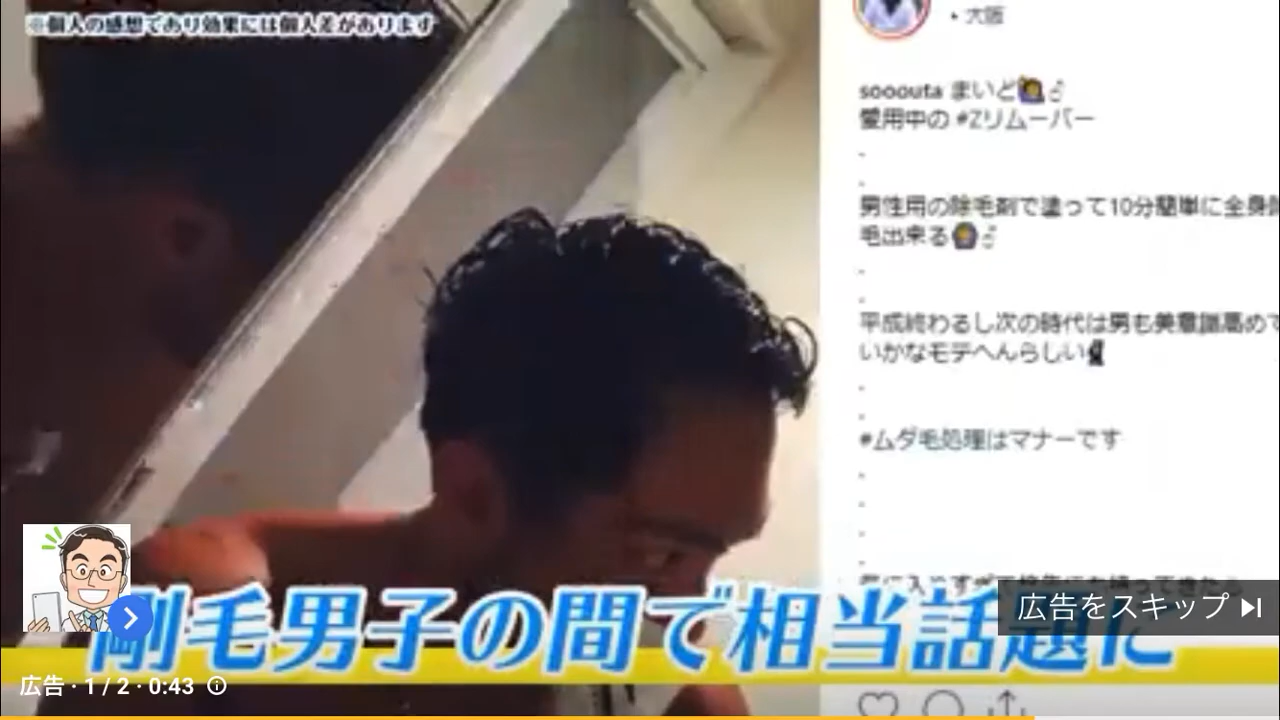 ※個人の感想であり効果には個人差があります
・大阪
sooouta まいど
愛用中の #Zリムーバー
男性用の除毛剤で塗って10分簡単に全身除
毛出来る
平成終わるし次の時代は男も美意識高めて
いかなモテへんらしい
#ムダ毛処理はマナーです
剛毛男子の間で相当話題に
広告をスキップ
広告・1 / 2・0:43